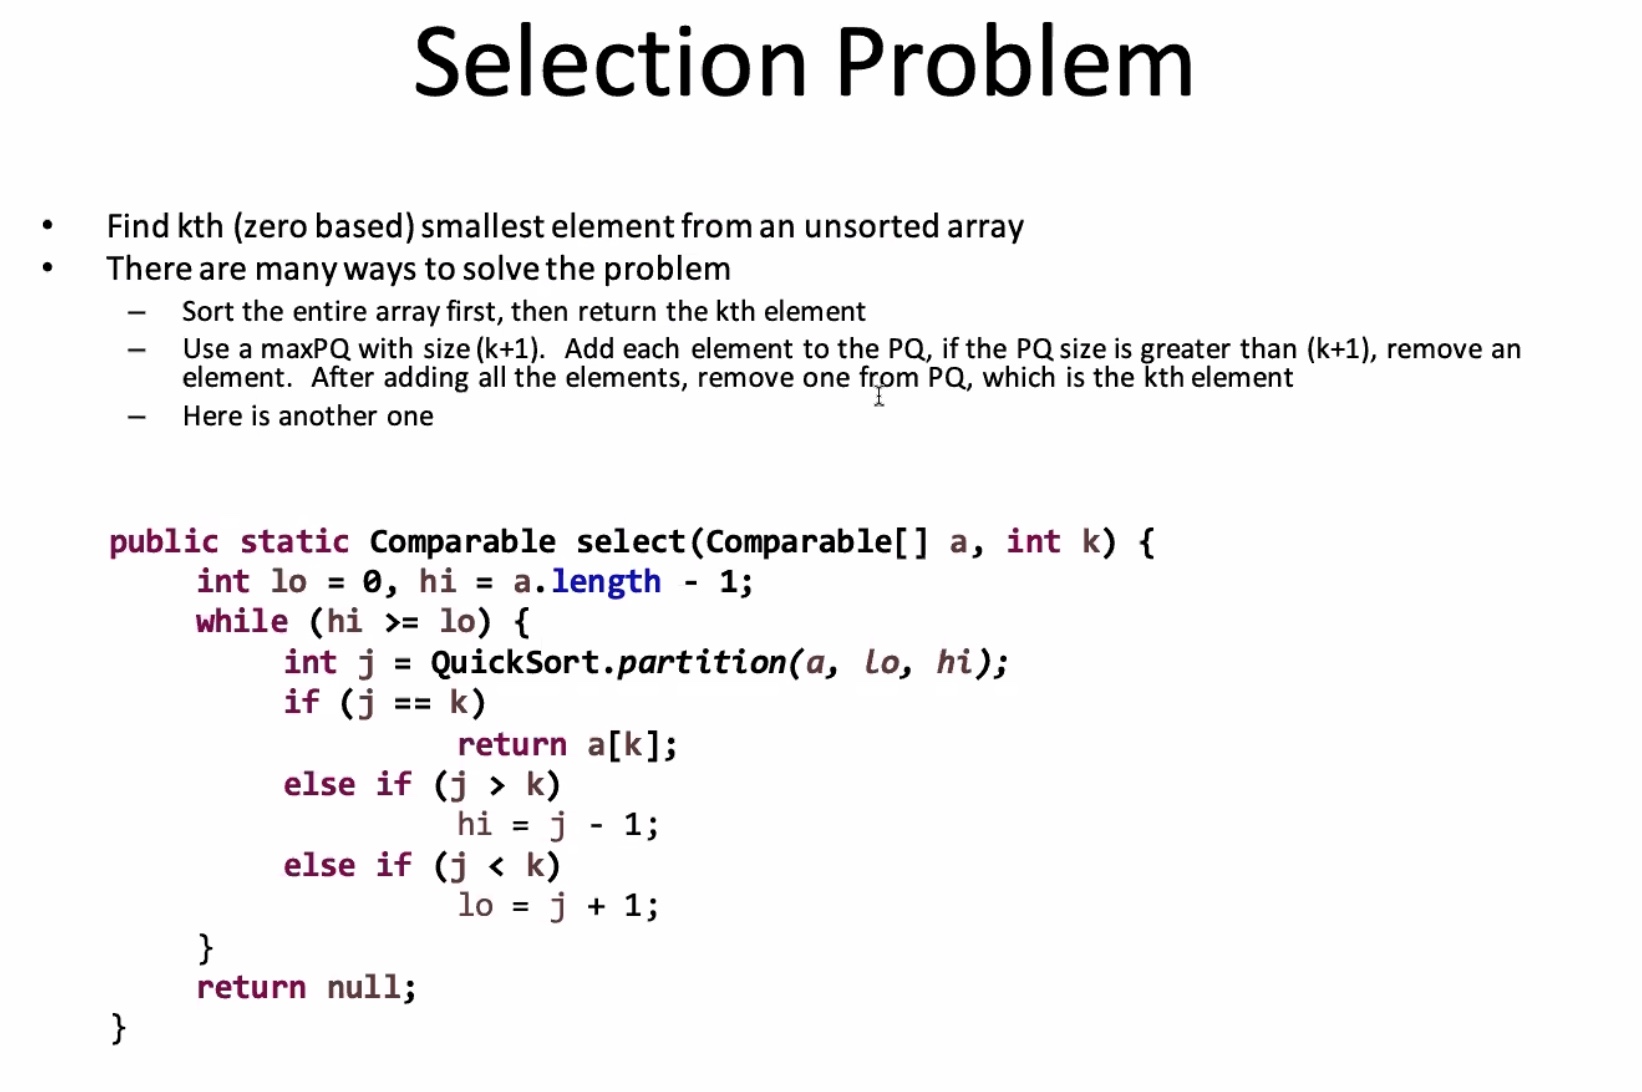 Selection Problem
• Find kth (zero based) smallest element from an unsorted array
• There are many ways to solve the problem
– Sort the entire array first, then return the kth element
– Use a maxPQ with size (k+1). Add each element to the PQ, if the PQ size is greater than (k+1), remove an
element. After adding all the elements, remove one from PQ, which is the kth element
– Here is another one
public static Comparable select(Comparable[] a, int k) {
int lo = 0, hi = a.length - 1;
while (hi >= lo) {
int j = QuickSort.partition(a, lo, hi);
if (j == k)
return a[k];
else if (j > k)
hi = j - 1;
else if (j < k)
lo = j + 1;
}
return null;
}